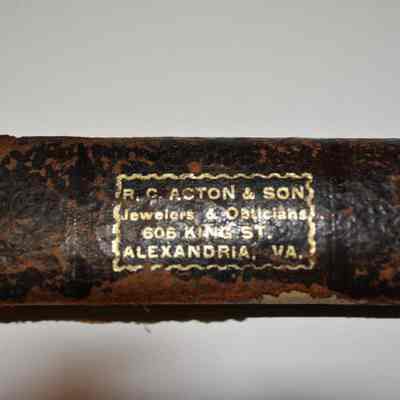 R. C. ACTON & SON
Jewelers & Opticians
606 KING ST.
ALEXANDRIA, VA.